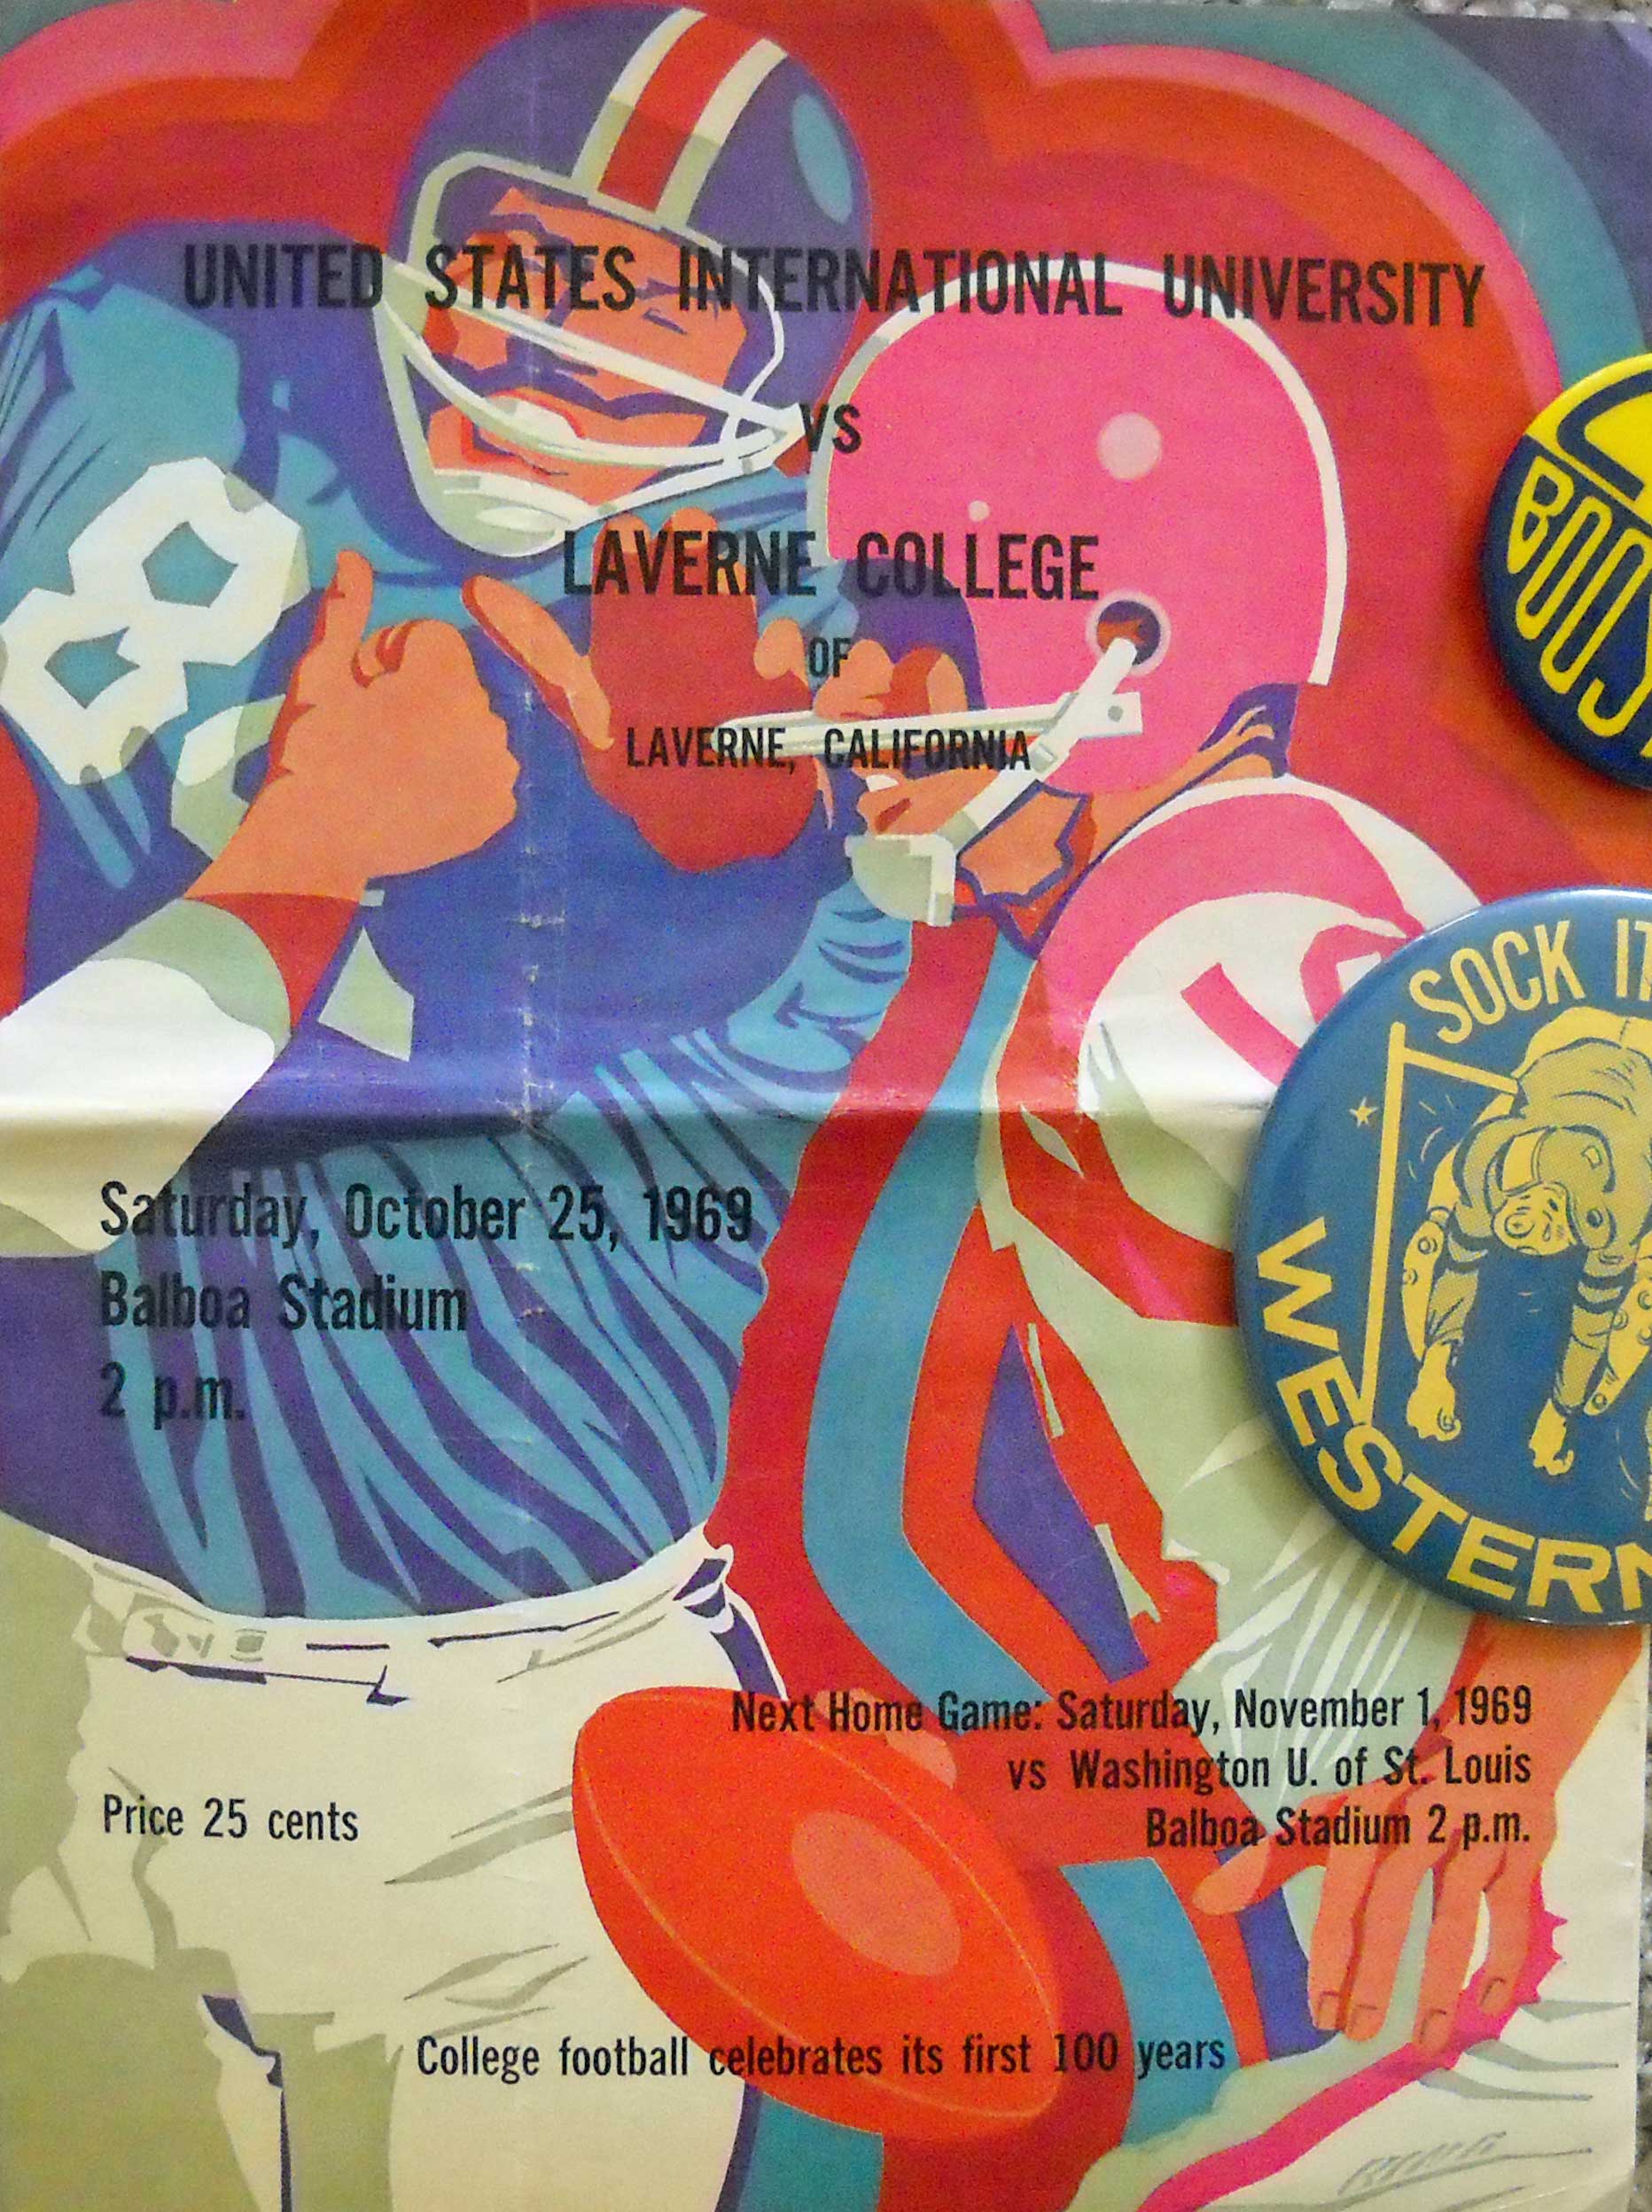 UNITED STATES INTERNATIONAL UNIVERSITY
VS
LAVERNE COLLEGE
OF
LAVERNE, CALIFORNIA
88
BOOS
SOCK IT
WESTERN
Saturday, October 25, 1969
Balboa Stadium
2 p.m.
Next Home Game: Saturday, November 1, 1969
vs Washington U. of St. Louis
Balboa Stadium 2 p.m.
Price 25 cents
College football celebrates its first 100 years